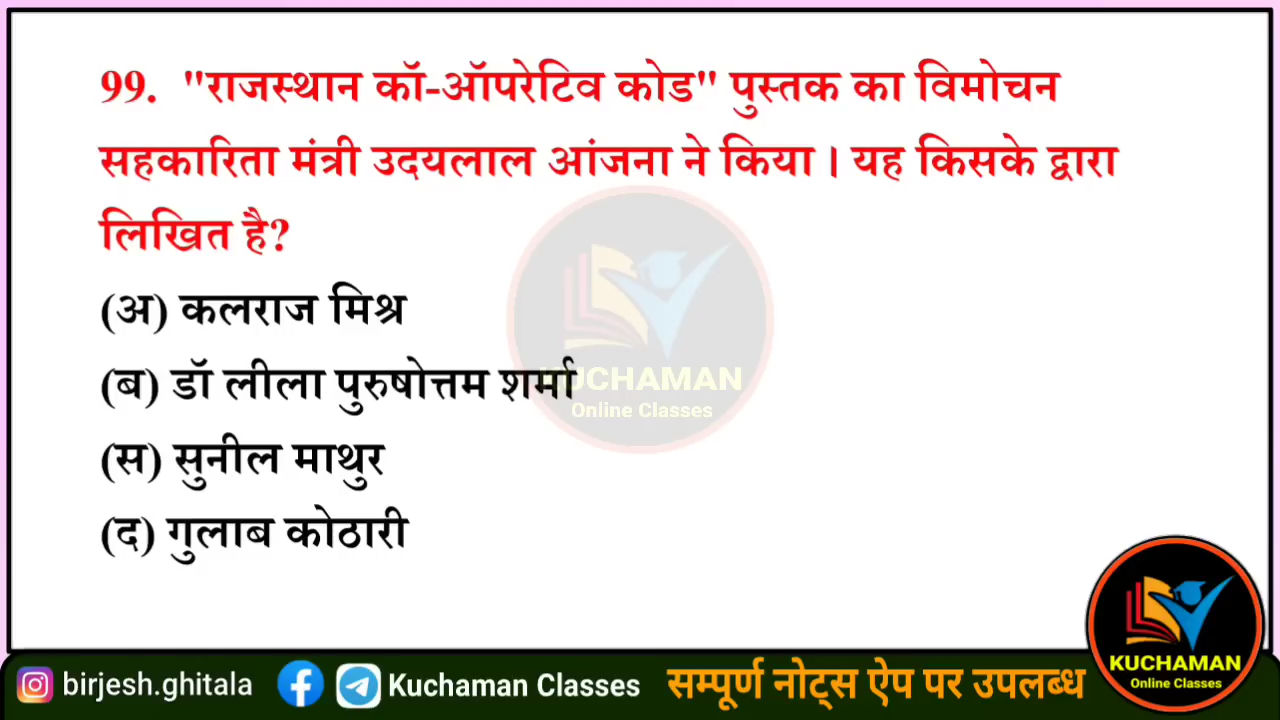 99. "राजस्थान कॉ-ऑपरेटिव कोड" पुस्तक का विमोचन
सहकारिता मंत्री उदयलाल आंजना ने किया । यह किसके द्वारा
लिखित है?
(अ) कलराज मिश्र
(ब) डॉ लीला पुरुषोत्तम शर्मा
KUCHAMAN
Online Classes
(स) सुनील माथुर
(द) गुलाब कोठारी
KUCHAMAN
Online Classes
birjesh.ghitala
Kuchaman Classes
सम्पूर्ण नोट्स ऐप पर उपलब्ध